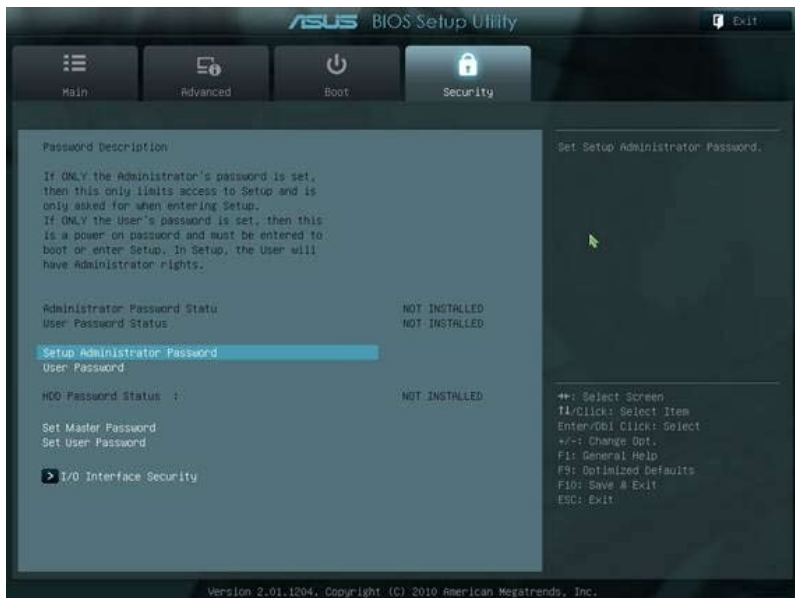 ASUS BIOS Setup Utility
Exit
Main
Advanced
Boot
Security
Password Description
If ONLY the Administrator's password is set,
then this only limits access to Setup and is
only asked for when entering Setup.
If ONLY the User's password is set, then this
is a power on password and must be entered to
boot or enter Setup. In Setup, the User will
have Administrator rights.
Administrator Password Statu NOT INSTALLED
User Password Status NOT INSTALLED
Setup Administrator Password
User Password
HDD Password Status : NOT INSTALLED
Set Master Password
Set User Password
> I/O Interface Security
Set Setup Administrator Password.
→←: Select Screen
↑↓/Click: Select Item
Enter/Dbl Click: Select
+/-: Change Opt.
F1: General Help
F9: Optimized Defaults
F10: Save & Exit
ESC: Exit
Version 2.01.1204. Copyright (C) 2010 American Megatrends, Inc.